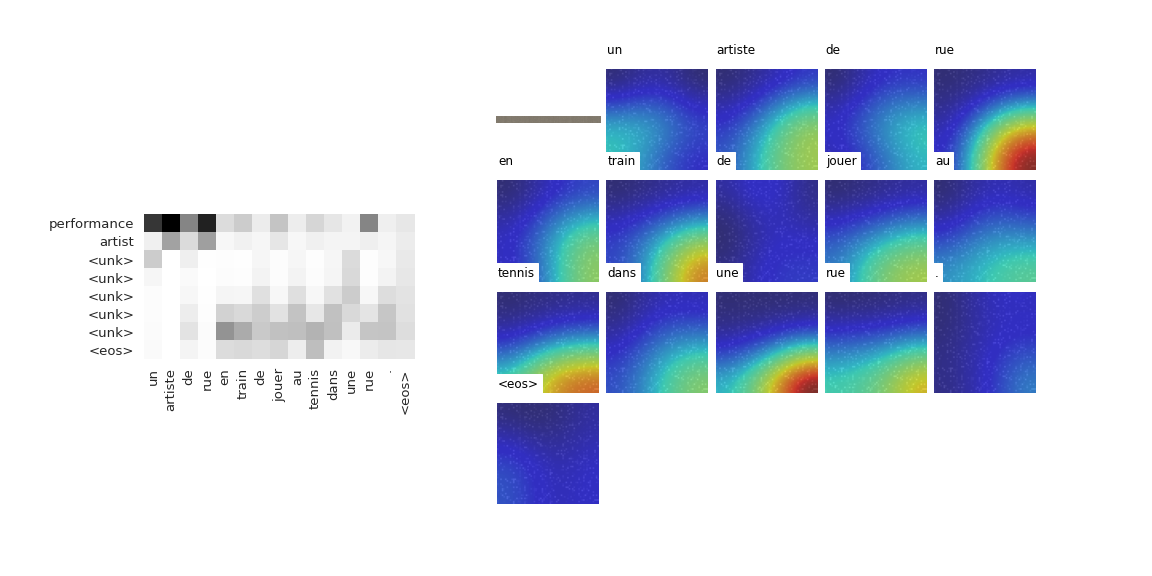 performance
artist
<unk>
<unk>
<unk>
<unk>
<unk>
<eos>
un
artiste
de
rue
en
train
de
jouer
au
tennis
dans
une
rue
.
<eos>
un artiste de rue
en train de jouer au
tennis dans une rue .
<eos>